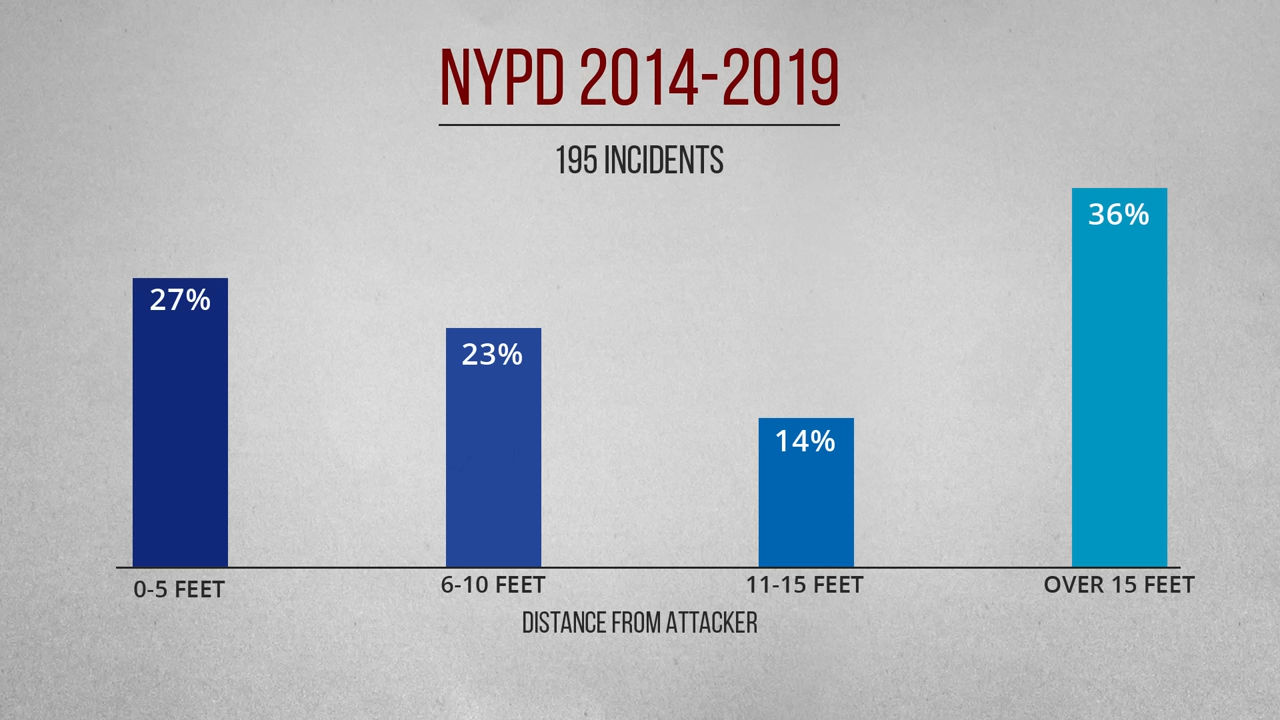 NYPD 2014-2019
195 INCIDENTS
27%
23%
14%
36%
0-5 FEET
6-10 FEET
11-15 FEET
OVER 15 FEET
DISTANCE FROM ATTACKER